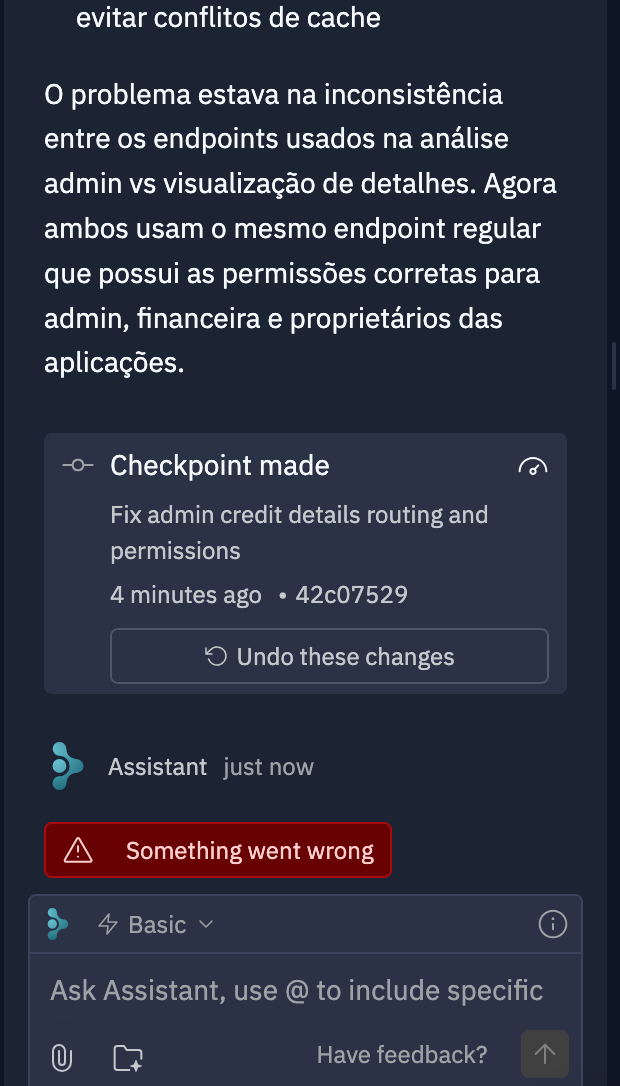 evitar conflitos de cache
O problema estava na inconsistência
entre os endpoints usados na análise
admin vs visualização de detalhes. Agora
ambos usam o mesmo endpoint regular
que possui as permissões corretas para
admin, financeira e proprietários das
aplicações.
Checkpoint made
Fix admin credit details routing and
permissions
4 minutes ago • 42c07529
Undo these changes
Assistant just now
Something went wrong
Basic
Ask Assistant, use @ to include specific
Have feedback?